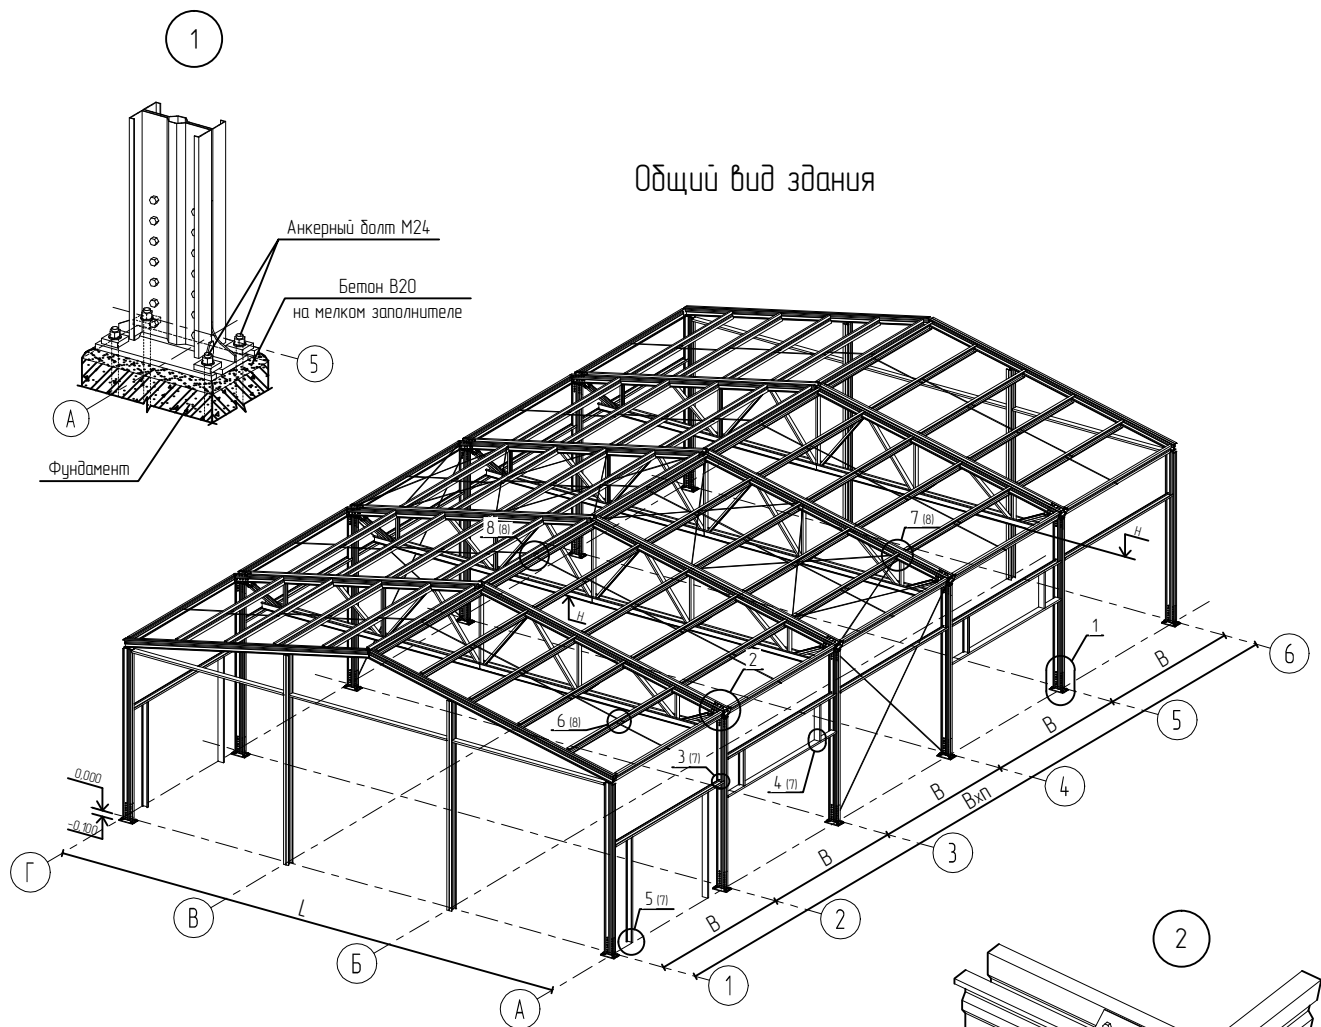 1
Общий вид здания
Анкерный болт М24
Бетон В20
на мелком заполнителе
5
А
Фундамент
7 (8)
Н
8 (8)
Н
1
2
6 (8)
3 (7)
4 (7)
5 (7)
0,000
-0,100
Г
В
Б
А
L
1
2
3
4
5
6
В
В
В
В
В
Вхп
2